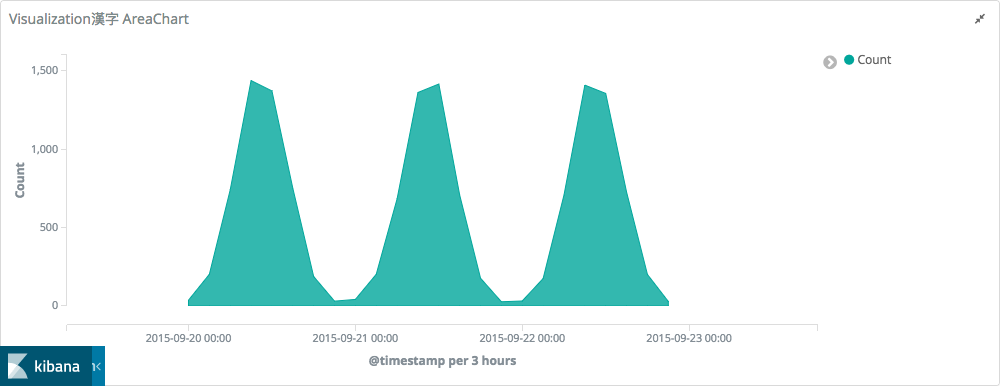 Visualization漢字 AreaChart
Count
1,500
1,000
500
0
Count
2015-09-20 00:00
2015-09-21 00:00
2015-09-22 00:00
2015-09-23 00:00
@timestamp per 3 hours
kibana